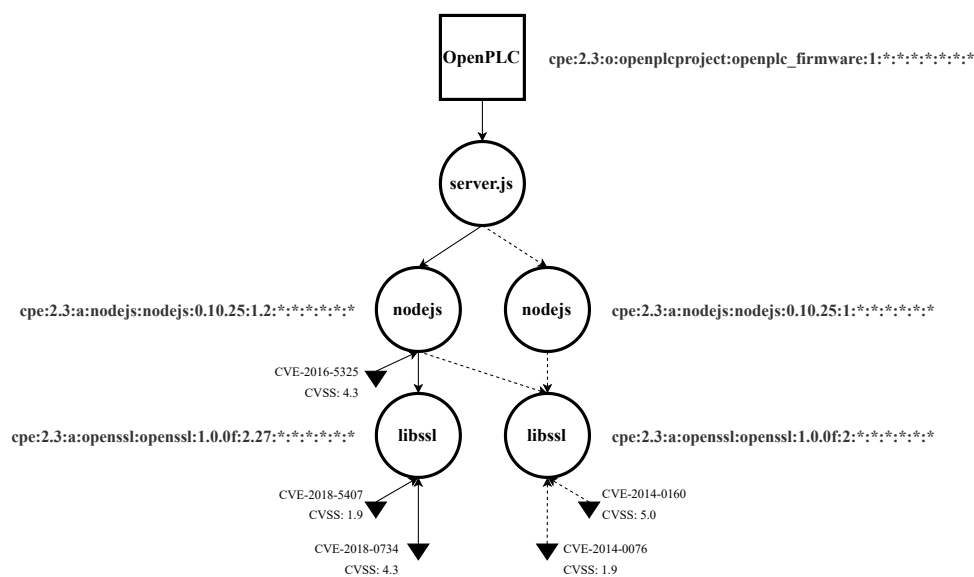 OpenPLC
cpe:2.3:o:openplcproject:openplc_firmware:1:*:*:*:*:*:*:*
server.js
cpe:2.3:a:nodejs:nodejs:0.10.25:1.2:*:*:*:*:*:*
nodejs
nodejs
cpe:2.3:a:nodejs:nodejs:0.10.25:1:*:*:*:*:*:*
CVE-2016-5325
CVSS: 4.3
cpe:2.3:a:openssl:openssl:1.0.0f:2.27:*:*:*:*:*:*
libssl
libssl
cpe:2.3:a:openssl:openssl:1.0.0f:2:*:*:*:*:*:*
CVE-2018-5407
CVSS: 1.9
CVE-2014-0160
CVSS: 5.0
CVE-2018-0734
CVSS: 4.3
CVE-2014-0076
CVSS: 1.9